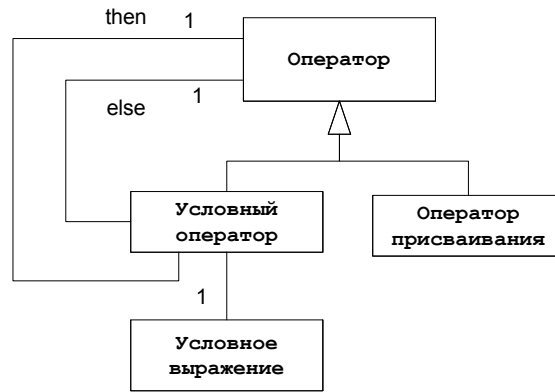 then 1
Оператор
1
else
Условный
оператор
Оператор
присваивания
1
Условное
выражение